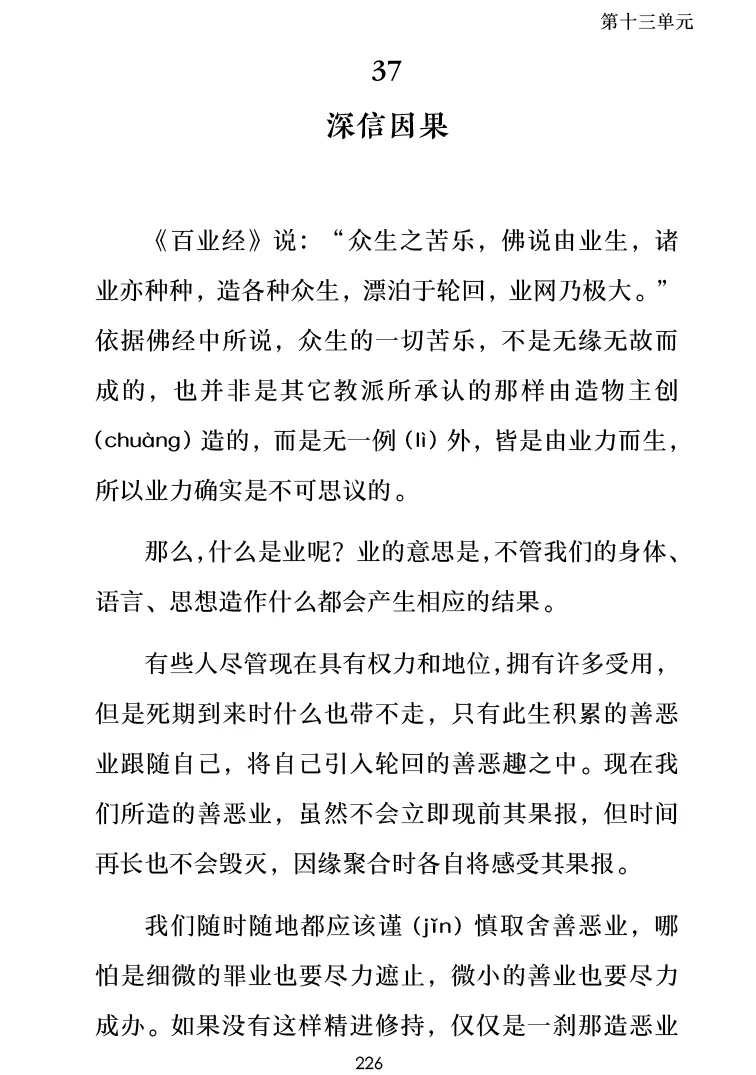 第十三单元
37
深信因果
《百业经》说：“众生之苦乐，佛说由业生，诸
业亦种种，造各种众生，漂泊于轮回，业网乃极大。”
依据佛经中所说，众生的一切苦乐，不是无缘无故而
成的，也并非是其它教派所承认的那样由造物主创
(chuàng) 造的，而是无一例 (lì) 外，皆是由业力而生，
所以业力确实是不可思议的。
那么，什么是业呢？业的意思是，不管我们的身体、
语言、思想造作什么都会产生相应的结果。
有些人尽管现在具有权力和地位，拥有许多受用，
但是死期到来时什么也带不走，只有此生积累的善恶
业跟随自己，将自己引入轮回的善恶趣之中。现在我
们所造的善恶业，虽然不会立即现前其果报，但时间
再长也不会毁灭，因缘聚合时各自将感受其果报。
我们随时随地都应该谨 (jǐn) 慎取舍善恶业，哪
怕是细微的罪业也要尽力遮止，微小的善业也要尽力
成办。如果没有这样精进修持，仅仅是一刹那造恶业
226